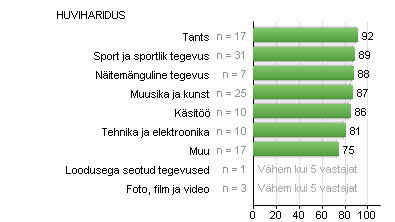 HUVIHARIDUS
Tants n = 17 92
Sport ja sportlik tegevus n = 31 89
Näitemänguline tegevus n = 7 88
Muusika ja kunst n = 25 87
Käsitöö n = 10 86
Tehnika ja elektroonika n = 10 81
Muu n = 17 75
Loodusega seotud tegevused n = 1 Vähem kui 5 vastajat
Foto, film ja video n = 3 Vähem kui 5 vastajat
0 20 40 60 80 100